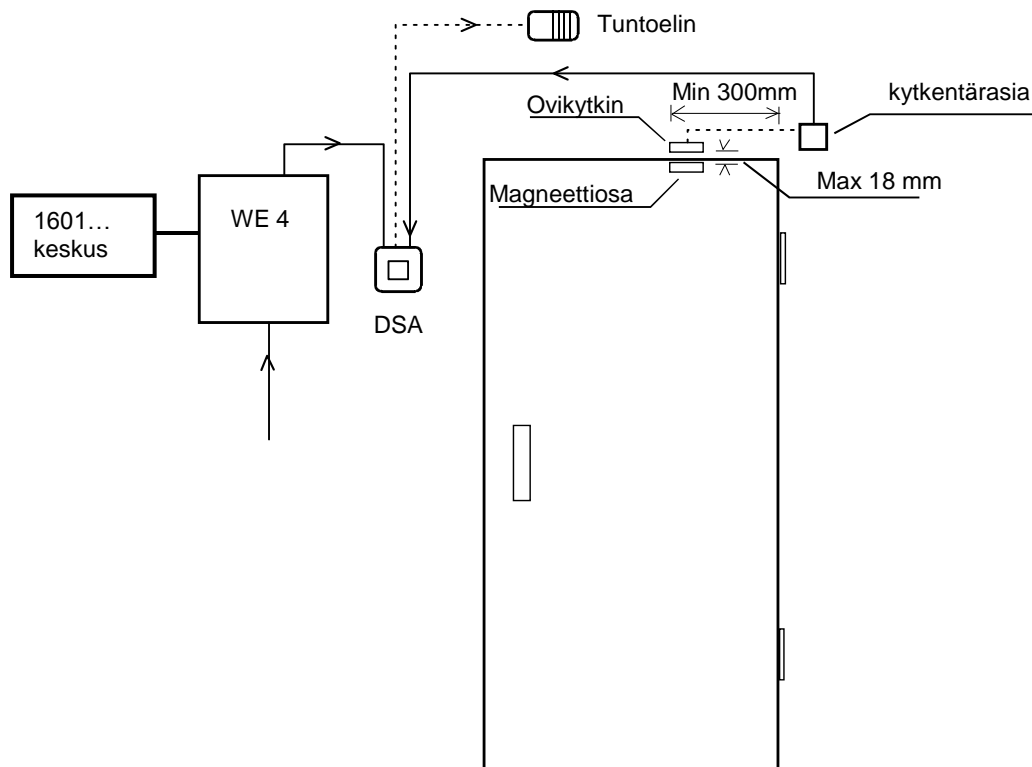 Tuntoelin
Min 300mm
kytkentärasia
Ovikytkin
Max 18 mm
Magneettiosa
1601...
keskus
WE 4
DSA